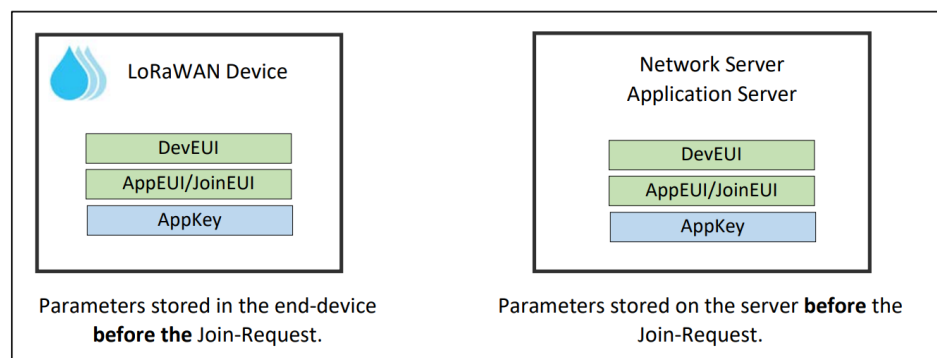 LoRaWAN Device
DevEUI
AppEUI/JoinEUI
AppKey
Parameters stored in the end-device
before the Join-Request.
Network Server
Application Server
DevEUI
AppEUI/JoinEUI
AppKey
Parameters stored on the server before the
Join-Request.